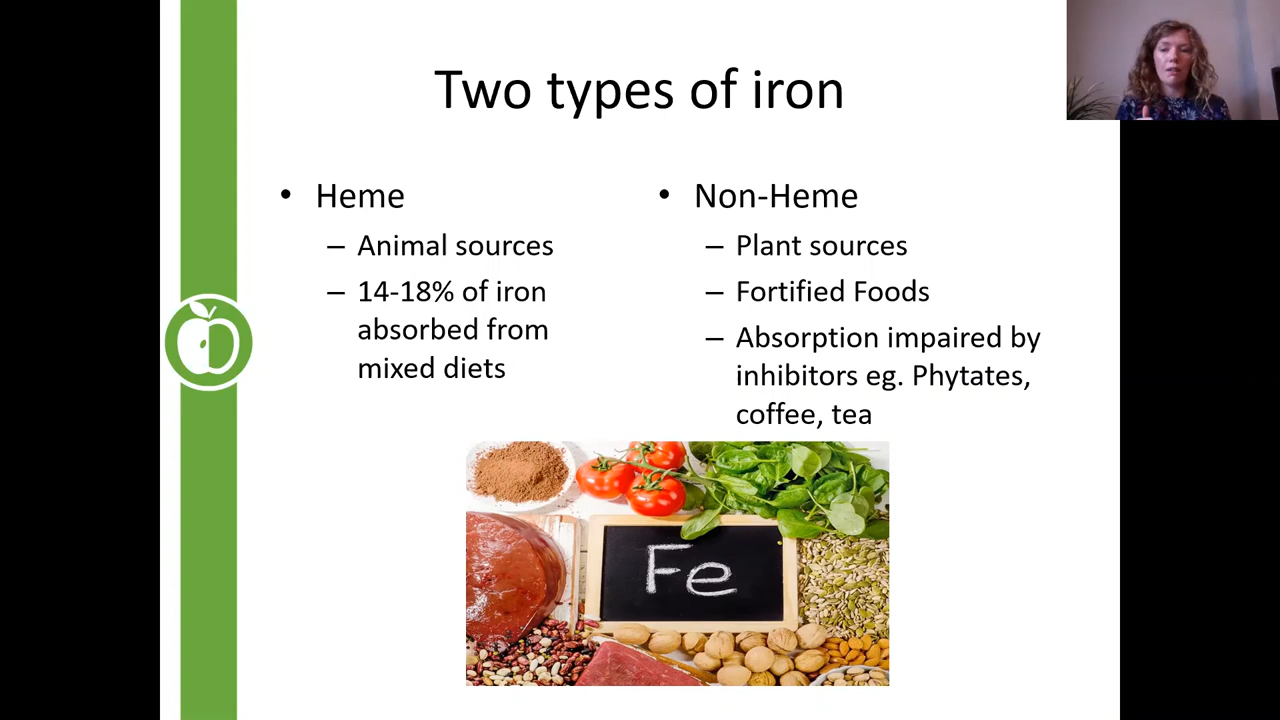 Two types of iron
• Heme
– Animal sources
– 14-18% of iron
absorbed from
mixed diets
• Non-Heme
– Plant sources
– Fortified Foods
– Absorption impaired by
inhibitors eg. Phytates,
coffee, tea
Fe